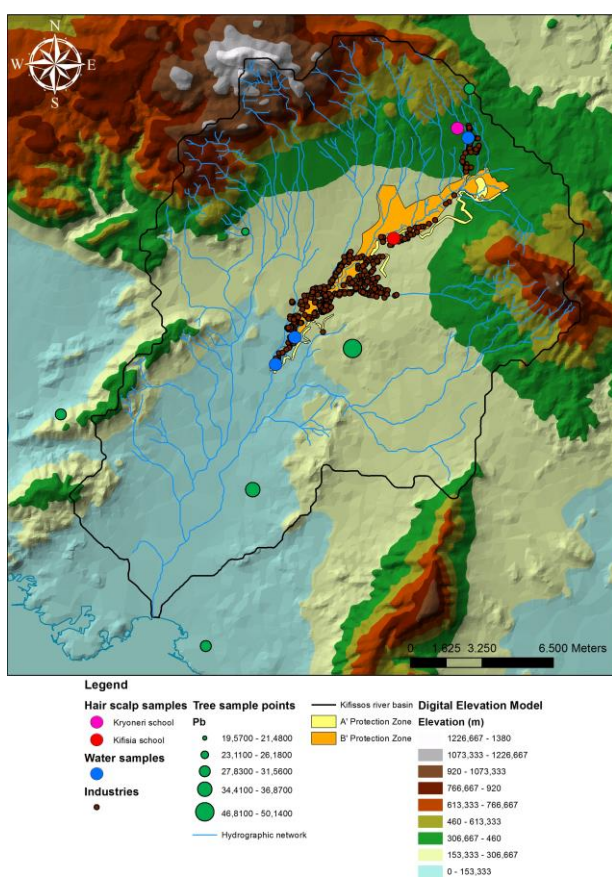 N
W E
S
0 1.625 3.250 6.500 Meters
Legend
Hair scalp samples
Kryoneri school
Kifisia school
Water samples
Industries
Tree sample points
Pb
19,5700 - 21,4800
23,1100 - 26,1800
27,8300 - 31,5600
34,4100 - 36,8700
46,8100 - 50,1400
Hydrographic network
Kifissos river basin
A' Protection Zone
B' Protection Zone
Digital Elevation Model
Elevation (m)
1226,667 - 1380
1073,333 - 1226,667
920 - 1073,333
766,667 - 920
613,333 - 766,667
460 - 613,333
306,667 - 460
153,333 - 306,667
0 - 153,333